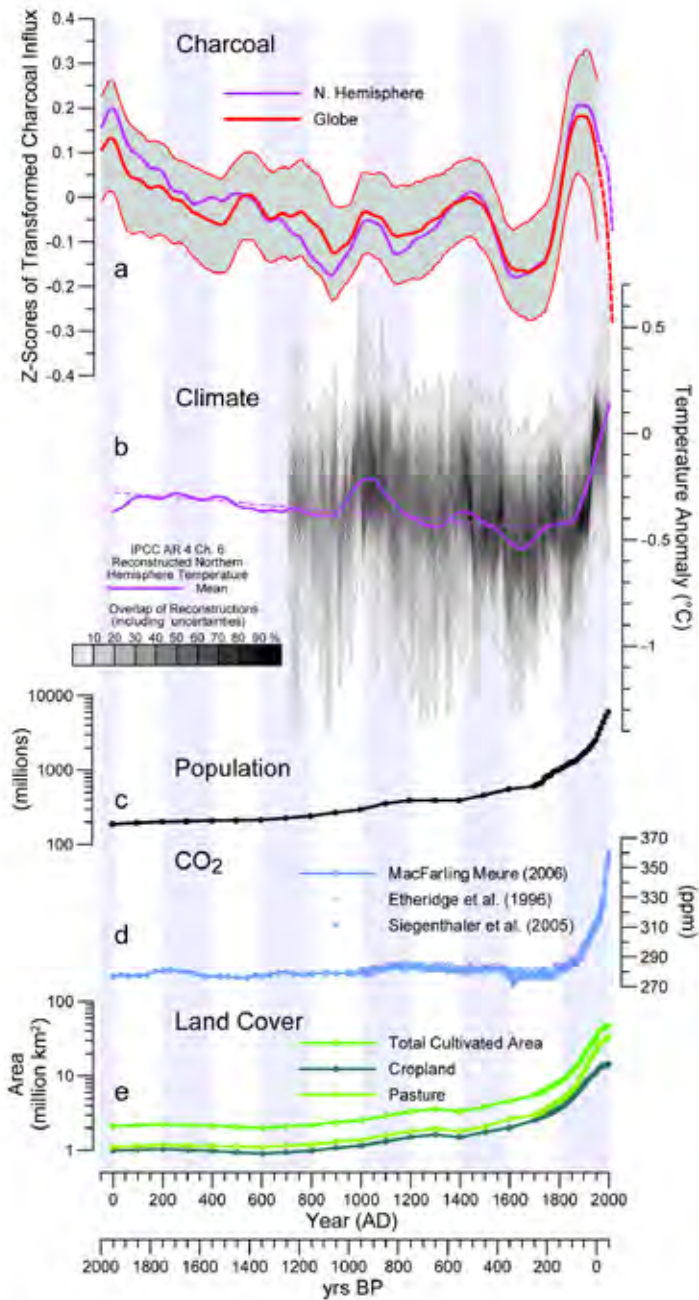 Charcoal
N. Hemisphere
Globe
Z-Scores of Transformed Charcoal Influx
0.4
0.3
0.2
0.1
0
-0.1
-0.2
-0.3
-0.4
a
Climate
b
IPCC AR 4 Ch. 6
Reconstructed Northern
Hemisphere Temperature
Mean
Overlap of Reconstructions
(including uncertainties)
10 20 30 40 50 60 70 80 90 %
Temperature Anomaly (°C)
0.5
0
-0.5
-1
Population
c
(millions)
10000
1000
100
CO2
d
MacFarling Meure (2006)
Etheridge et al. (1996)
Siegenthaler et al. (2005)
(ppm)
370
350
330
310
290
270
Land Cover
e
Total Cultivated Area
Cropland
Pasture
Area
(million km²)
100
10
1
0 200 400 600 800 1000 1200 1400 1600 1800 2000
Year (AD)
2000 1800 1600 1400 1200 1000 800 600 400 200 0
yrs BP